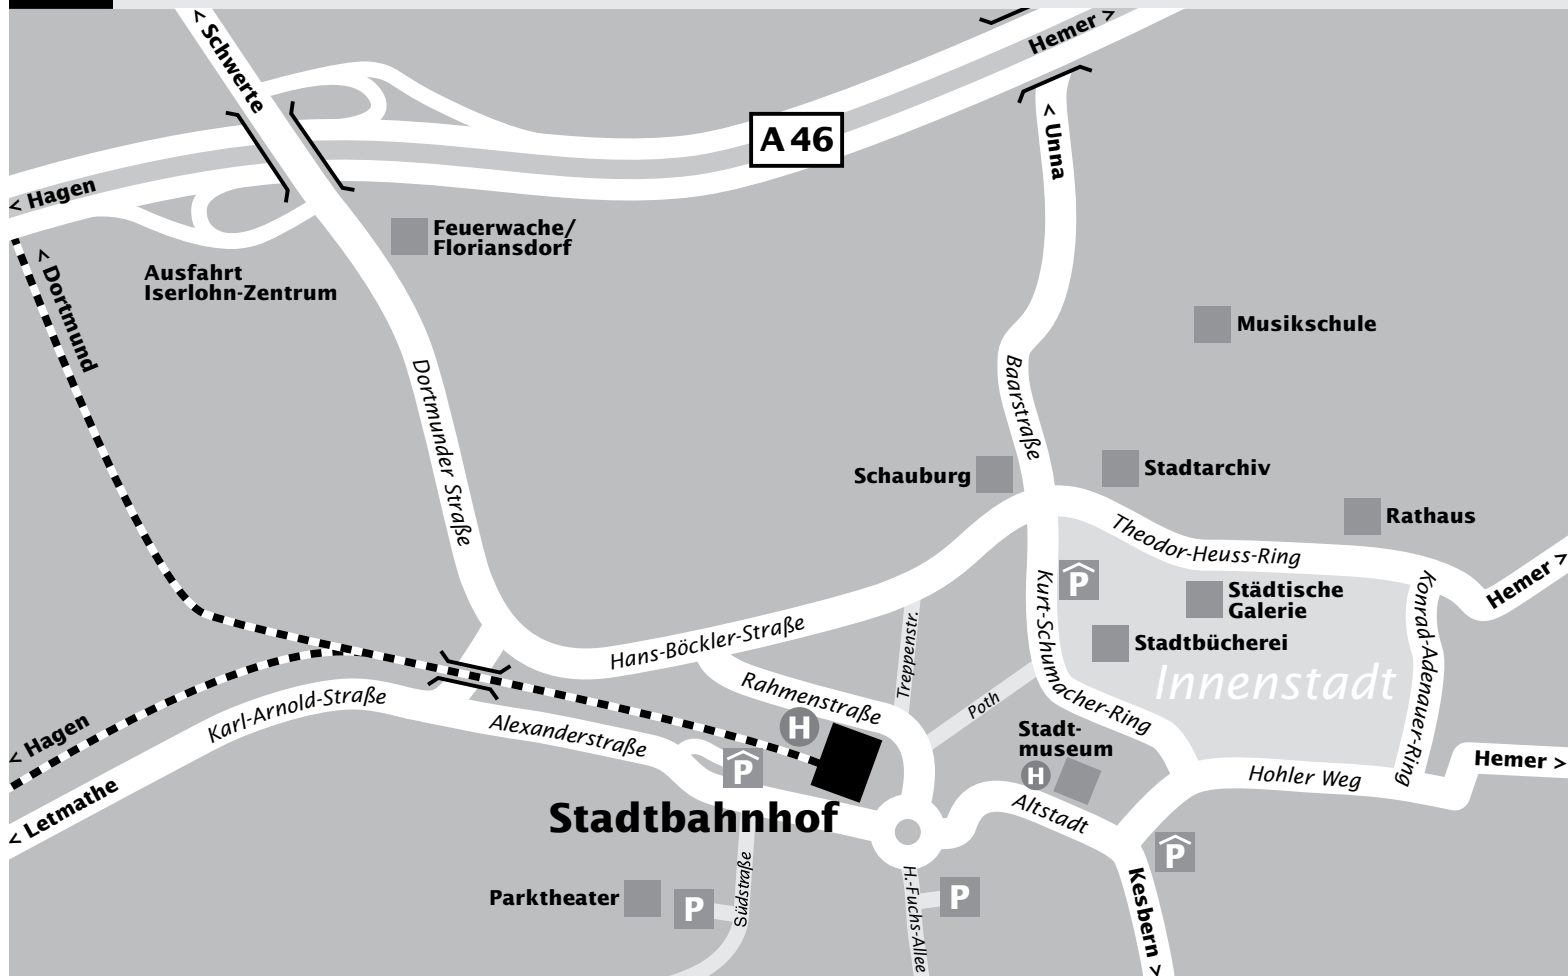 < Schwerte
Hemer >
A 46
< Unna
< Hagen
Feuerwache/
Floriansdorf
< Dortmund
Ausfahrt
Iserlohn-Zentrum
Musikschule
Dortmunder Straße
Baarstraße
Schauburg
Stadtarchiv
Rathaus
Theodor-Heuss-Ring
Hemer >
P
Kurt-Schumacher-Ring
Städtische
Galerie
Konrad-Adenauer-Ring
Hans-Böckler-Straße
Treppenstr.
Stadtbücherei
Innenstadt
Rahmenstraße
Poth
Karl-Arnold-Straße
Alexanderstraße
H
< Hagen
Stadt-
museum
H
Hemer >
Hohler Weg
P
< Letmathe
Stadtbahnhof
Altstadt
P
Südstraße
H.-Fuchs-Allee
Kesbern >
Parktheater
P
P